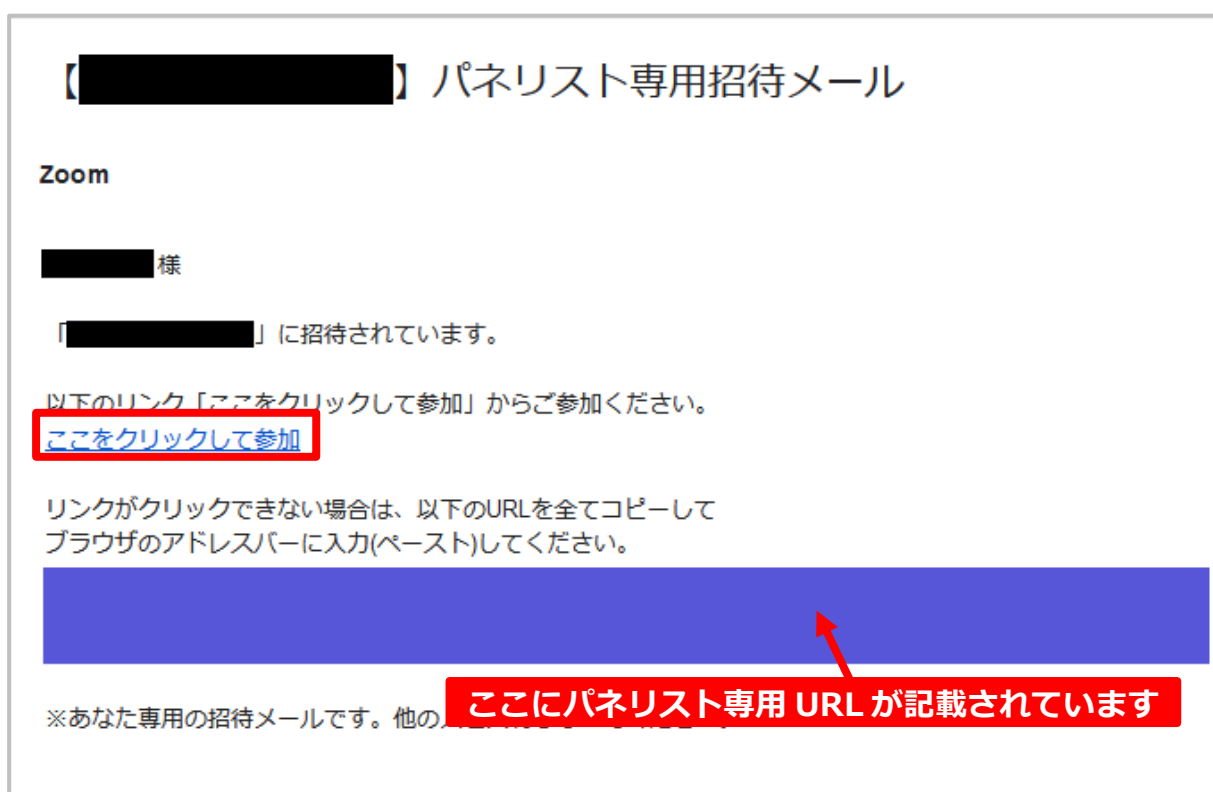 【 】パネリスト専用招待メール
Zoom
様
「 」に招待されています。
以下のリンク「ここをクリックして参加」からご参加ください。
ここをクリックして参加
リンクがクリックできない場合は、以下のURLを全てコピーして
ブラウザのアドレスバーに入力(ペースト)してください。
ここにパネリスト専用 URL が記載されています
※あなた専用の招待メールです。他の